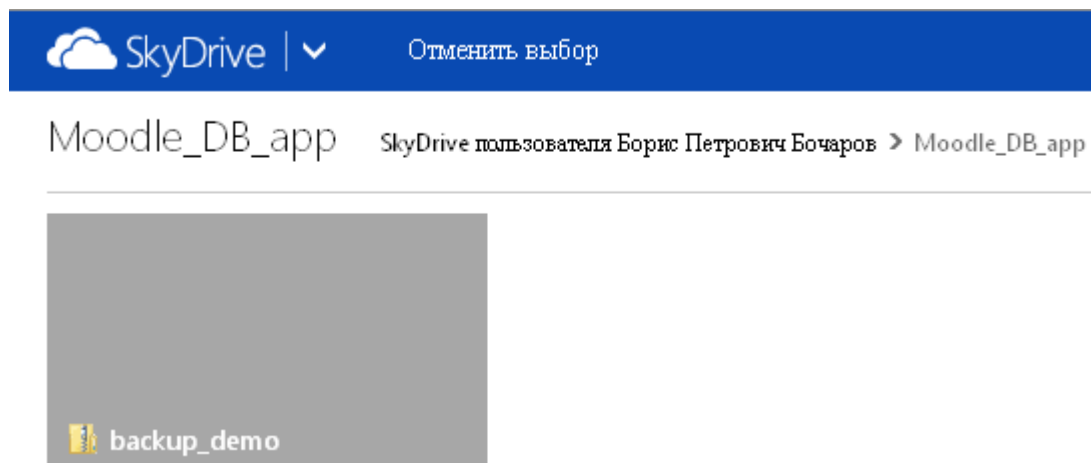 SkyDrive Отменить выбор
Moodle_DB_app SkyDrive пользователя Борис Петрович Бочаров > Moodle_DB_app
backup_demo